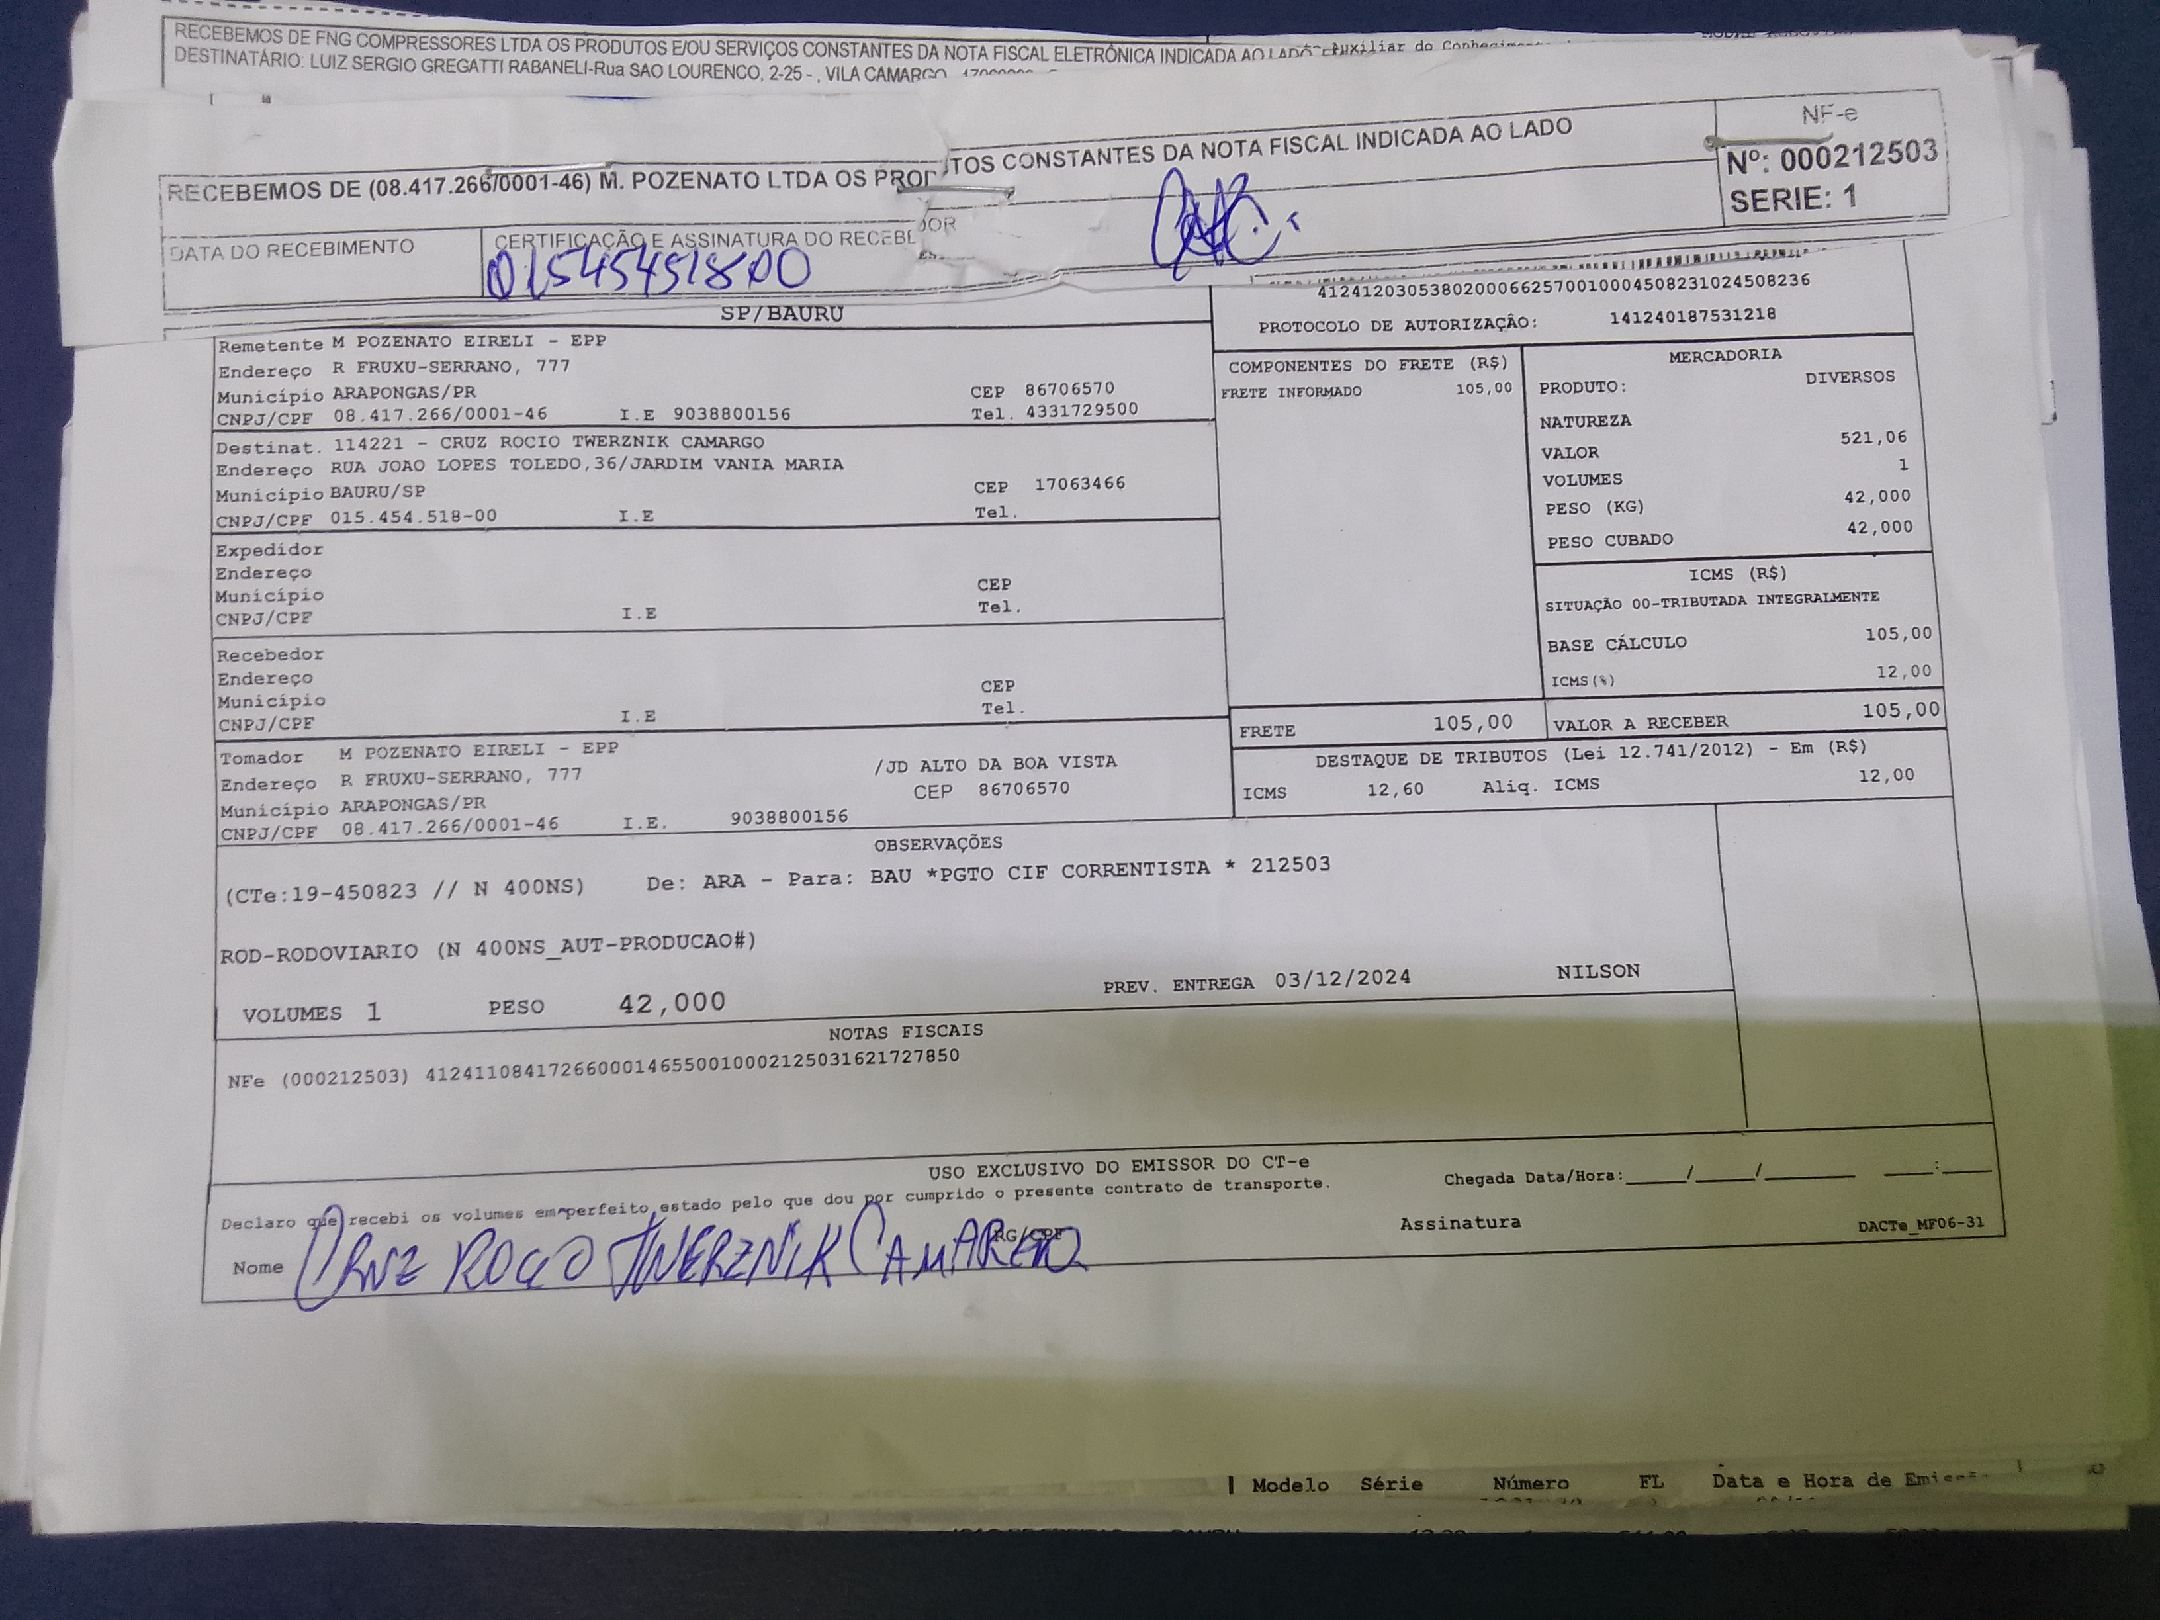 RECEBEMOS DE FNG COMPRESSORES LTDA OS PRODUTOS E/OU SERVIÇOS CONSTANTES DA NOTA FISCAL ELETRÔNICA INDICADA AO LADO
Auxiliar do
DESTINATÁRIO: LUIZ SERGIO GREGATTI RABANELI-Rua SAO LOURENCO, 2-25 - , VILA CAMARGO
RECEBEMOS DE (08.417.266/0001-46) M. POZENATO LTDA OS PROD TOS CONSTANTES DA NOTA FISCAL INDICADA AO LADO
NF-e
Nº: 000212503
SERIE: 1
DATA DO RECEBIMENTO
CERTIFICAÇÃO E ASSINATURA DO RECEBE DOR
01545451800
SP/BAURU
41241203053802000662570010004508231024508236
PROTOCOLO DE AUTORIZAÇÃO: 141240187531218
Remetente M POZENATO EIRELI - EPP
Endereço R FRUXU-SERRANO, 777
Município ARAPONGAS/PR CEP 86706570
CNPJ/CPF 08.417.266/0001-46 I.E 9038800156 Tel. 4331729500
Destinat. 114221 - CRUZ ROCIO TWERZNIK CAMARGO
Endereço RUA JOAO LOPES TOLEDO,36/JARDIM VANIA MARIA
Município BAURU/SP CEP 17063466
CNPJ/CPF 015.454.518-00 I.E Tel.
Expedidor
Endereço
Município CEP
CNPJ/CPF I.E Tel.
Recebedor
Endereço
Município CEP
CNPJ/CPF I.E Tel.
Tomador M POZENATO EIRELI - EPP
Endereço R FRUXU-SERRANO, 777 /JD ALTO DA BOA VISTA
Município ARAPONGAS/PR CEP 86706570
CNPJ/CPF 08.417.266/0001-46 I.E. 9038800156
COMPONENTES DO FRETE (R$)
FRETE INFORMADO 105,00
MERCADORIA
PRODUTO: DIVERSOS
NATUREZA
VALOR 521,06
VOLUMES 1
PESO (KG) 42,000
PESO CUBADO 42,000
ICMS (R$)
SITUAÇÃO 00-TRIBUTADA INTEGRALMENTE
BASE CÁLCULO 105,00
ICMS(%) 12,00
FRETE 105,00 VALOR A RECEBER 105,00
DESTAQUE DE TRIBUTOS (Lei 12.741/2012) - Em (R$)
ICMS 12,60 Aliq. ICMS 12,00
OBSERVAÇÕES
(CTe:19-450823 // N 400NS) De: ARA - Para: BAU *PGTO CIF CORRENTISTA * 212503
ROD-RODOVIARIO (N 400NS_AUT-PRODUCAO#)
VOLUMES 1 PESO 42,000 PREV. ENTREGA 03/12/2024 NILSON
NOTAS FISCAIS
NFe (000212503) 41241108417266000146550010002125031621727850
USO EXCLUSIVO DO EMISSOR DO CT-e
Declaro que recebi os volumes em perfeito estado pelo que dou por cumprido o presente contrato de transporte.
Chegada Data/Hora:____/____/______ ___:___
Nome CRUZ ROCIO TWERZNIK CAMARGO RG/CPF
Assinatura
DACTe_MF06-31
Modelo Série Número FL Data e Hora de